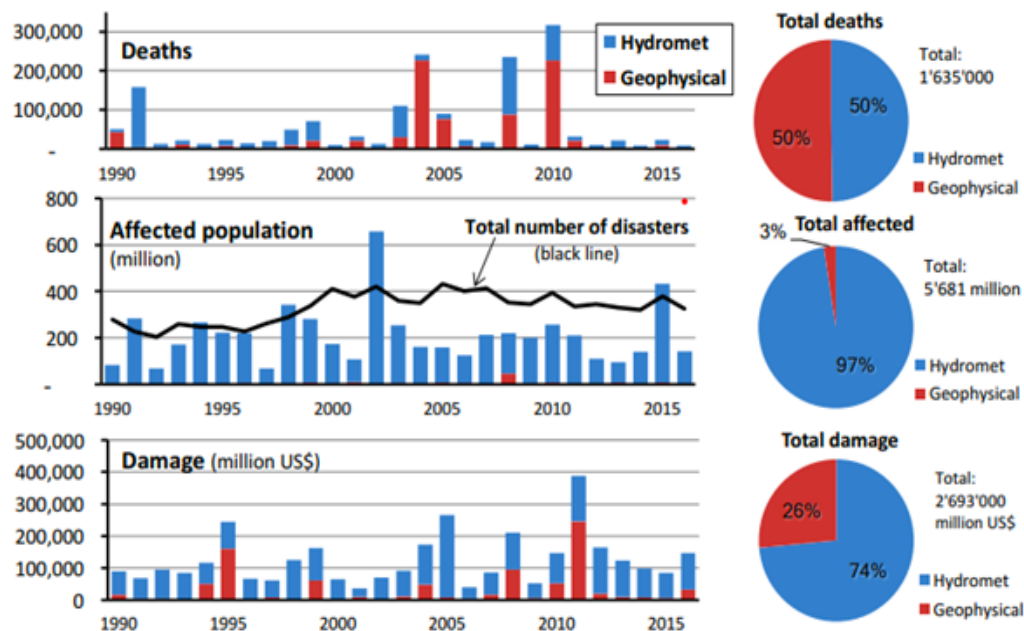 Deaths
Hydromet
Geophysical
300,000
200,000
100,000
-
1990 1995 2000 2005 2010 2015
Total deaths
Total:
1'635'000
50%
50%
Hydromet
Geophysical
Affected population
(million)
Total number of disasters
(black line)
800
600
400
200
-
1990 1995 2000 2005 2010 2015
Total affected
3%
Total:
5'681 million
97%
Hydromet
Geophysical
Damage (million US$)
500,000
400,000
300,000
200,000
100,000
0
1990 1995 2000 2005 2010 2015
Total damage
Total:
2'693'000
million US$
26%
74%
Hydromet
Geophysical